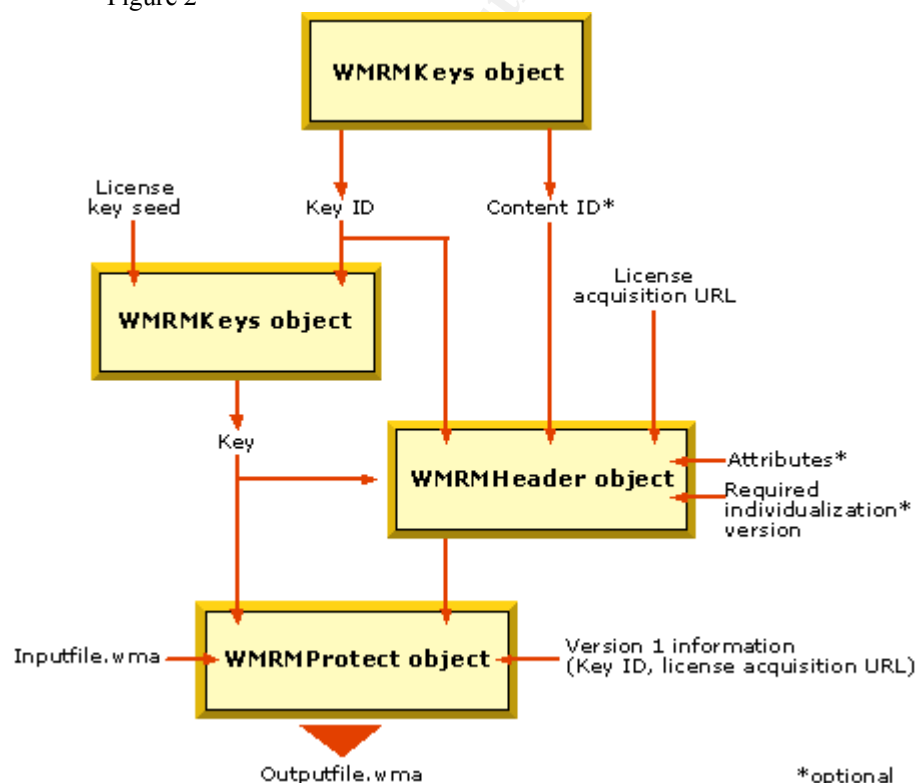 Figure 2
WMRMKeys object
License
key seed
Key ID
Content ID*
License
acquisition URL
WMRMKeys object
Key
WMRMHeader object
Attributes*
Required
individualization*
version
Inputfile.wma
WMRMProtect object
Version 1 information
(Key ID, license acquisition URL)
Outputfile.wma
*optional